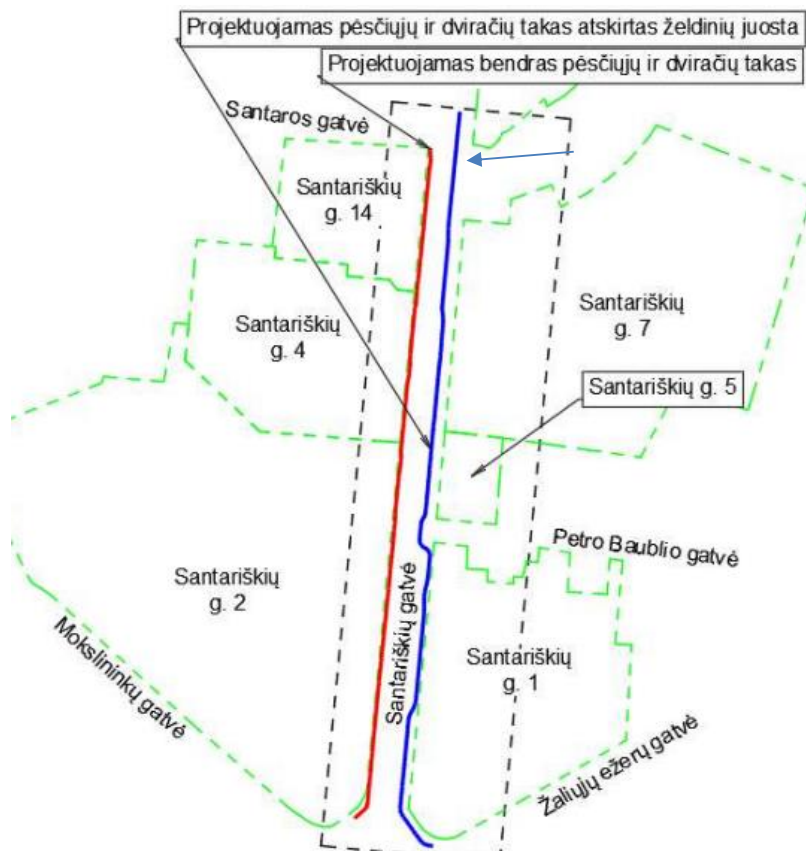 Projektuojamas pėsčiųjų ir dviračių takas atskirtas želdinių juosta
Projektuojamas bendras pėsčiųjų ir dviračių takas
Santaros gatvė
Santariškių
g. 14
Santariškių
g. 4
Santariškių
g. 7
Santariškių g. 5
Petro Baublio gatvė
Santariškių
g. 2
Santariškių gatvė
Santariškių
g. 1
Mokslininkų gatvė
Žaliųjų ežerų gatvė